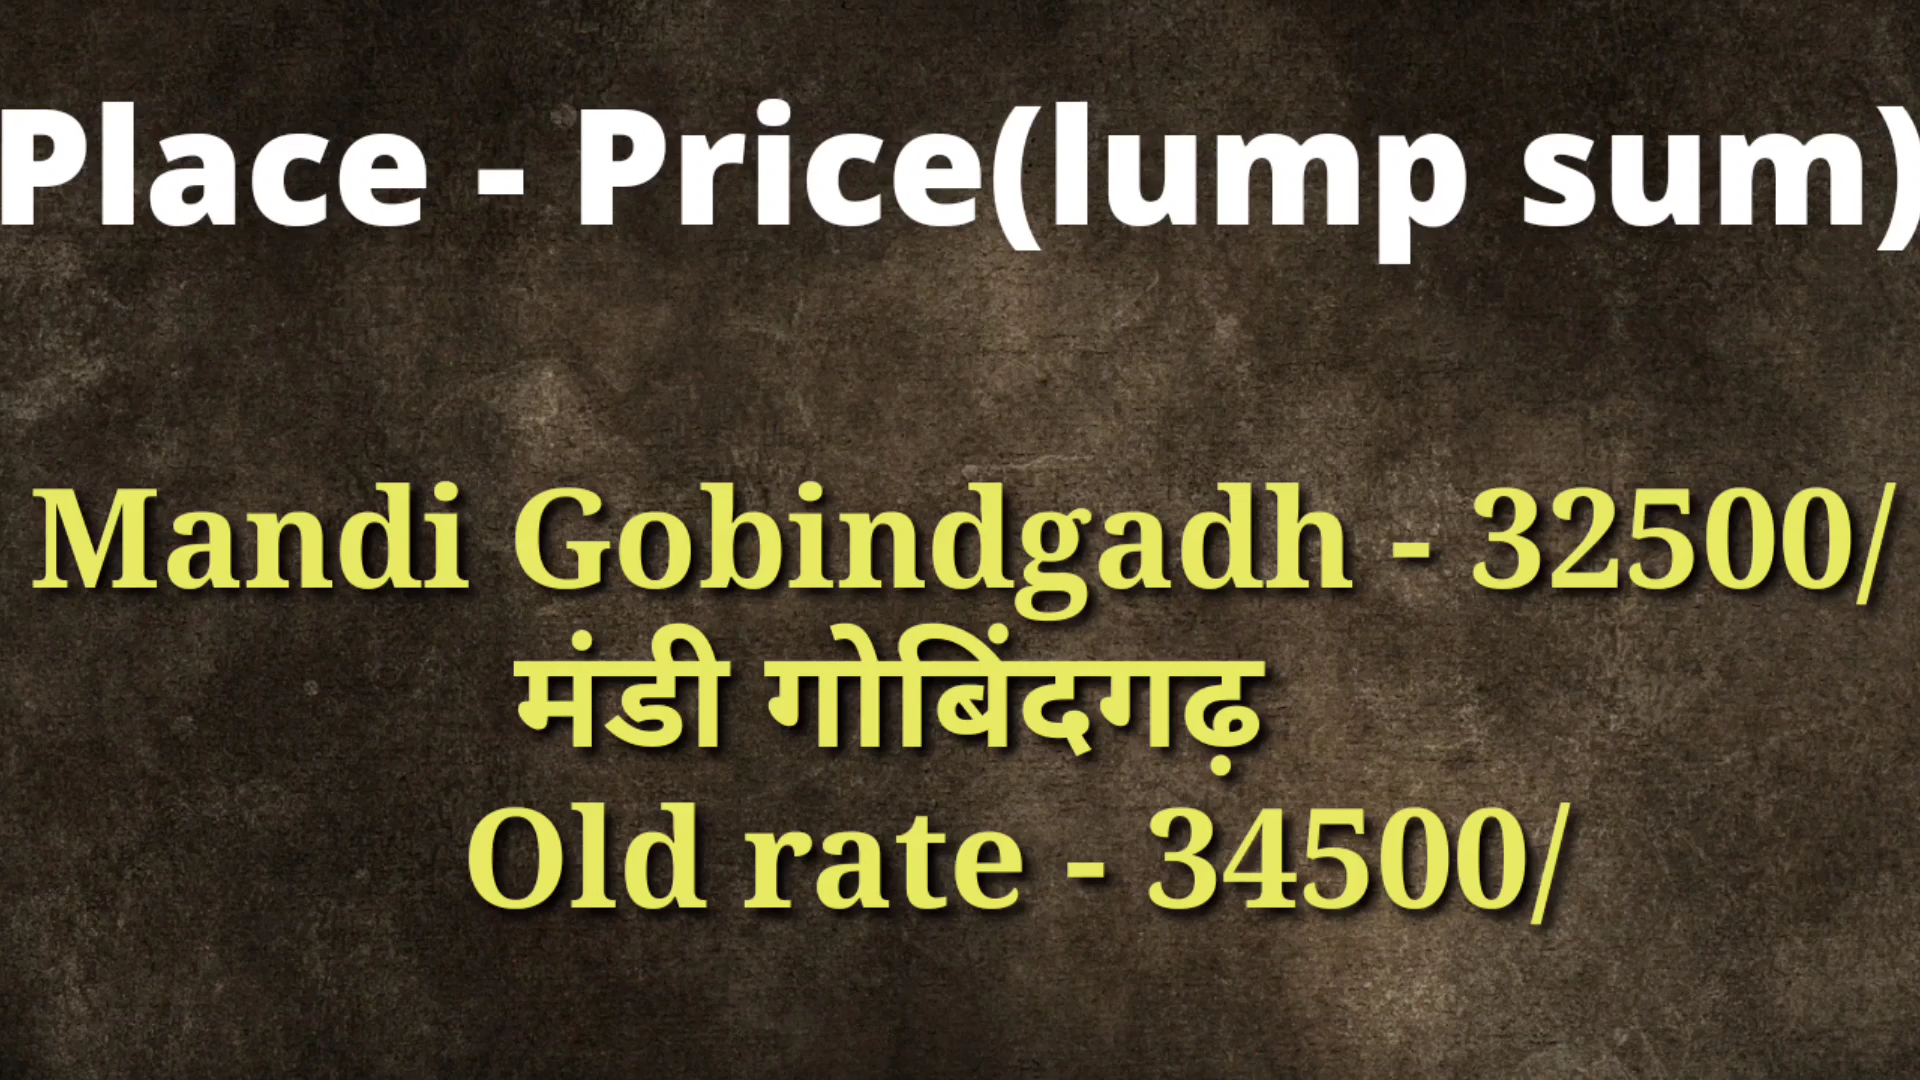 Place - Price(lump sum)
Mandi Gobindgadh - 32500/
मंडी गोबिंदगढ़
Old rate - 34500/